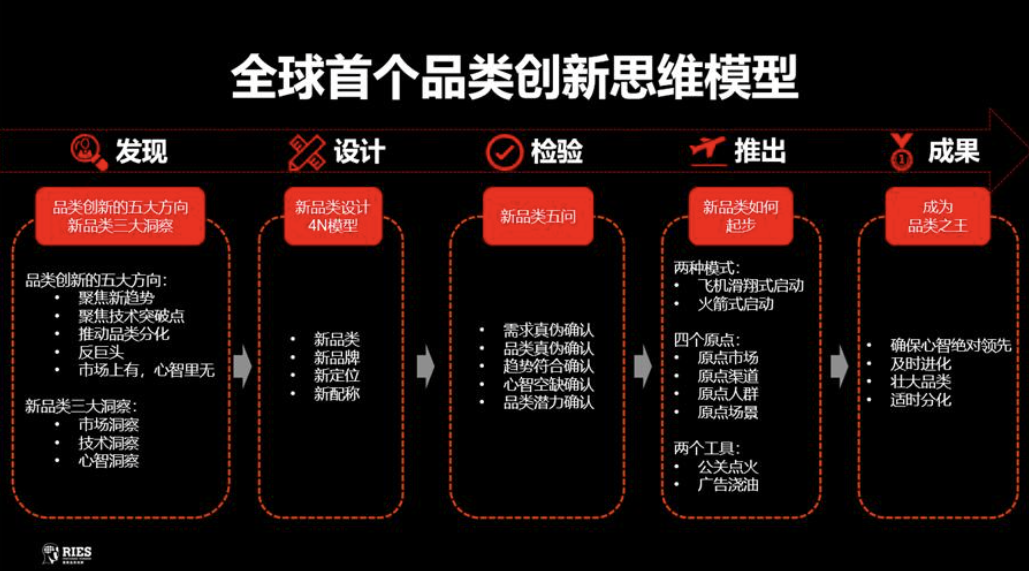 全球首个品类创新思维模型
发现
设计
检验
推出
成果
品类创新的五大方向
新品类三大洞察
品类创新的五大方向：
• 聚焦新趋势
• 聚焦技术突破点
• 推动品类分化
• 反巨头
• 市场上有，心智里无
新品类三大洞察：
• 市场洞察
• 技术洞察
• 心智洞察
新品类设计
4N模型
• 新品类
• 新品牌
• 新定位
• 新配称
新品类五问
• 需求真伪确认
• 品类真伪确认
• 趋势符合确认
• 心智空缺确认
• 品类潜力确认
新品类如何
起步
两种模式：
• 飞机滑翔式启动
• 火箭式启动
四个原点：
• 原点市场
• 原点渠道
• 原点人群
• 原点场景
两个工具：
• 公关点火
• 广告浇油
成为
品类之王
• 确保心智绝对领先
• 及时进化
• 壮大品类
• 适时分化
1
RIES